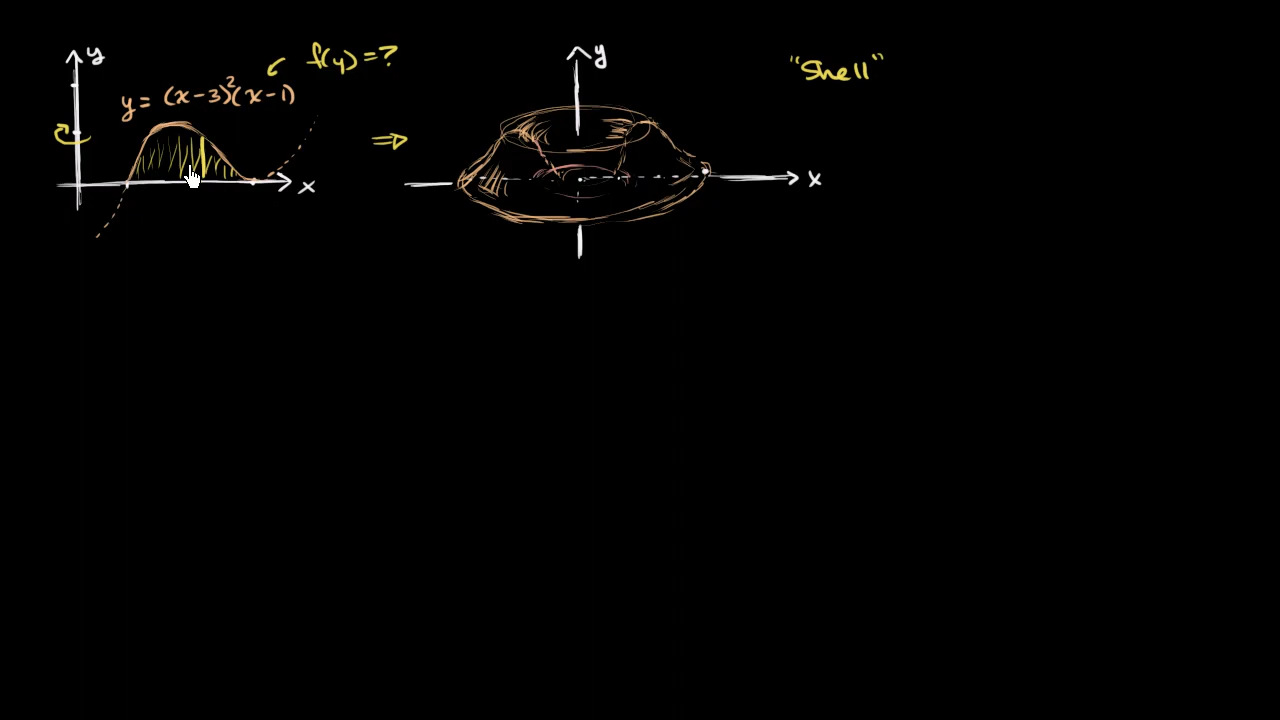 y
f(y) = ?
y = (x-3)²(x-1)
x
⇒
y
x
"Shell"